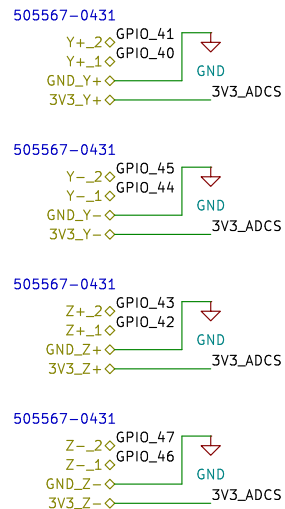 505567-0431
Y+_2 GPIO_41
Y+_1 GPIO_40
GND_Y+ GND
3V3_Y+ 3V3_ADCS
505567-0431
Y-_2 GPIO_45
Y-_1 GPIO_44
GND_Y- GND
3V3_Y- 3V3_ADCS
505567-0431
Z+_2 GPIO_43
Z+_1 GPIO_42
GND_Z+ GND
3V3_Z+ 3V3_ADCS
505567-0431
Z-_2 GPIO_47
Z-_1 GPIO_46
GND_Z- GND
3V3_Z- 3V3_ADCS